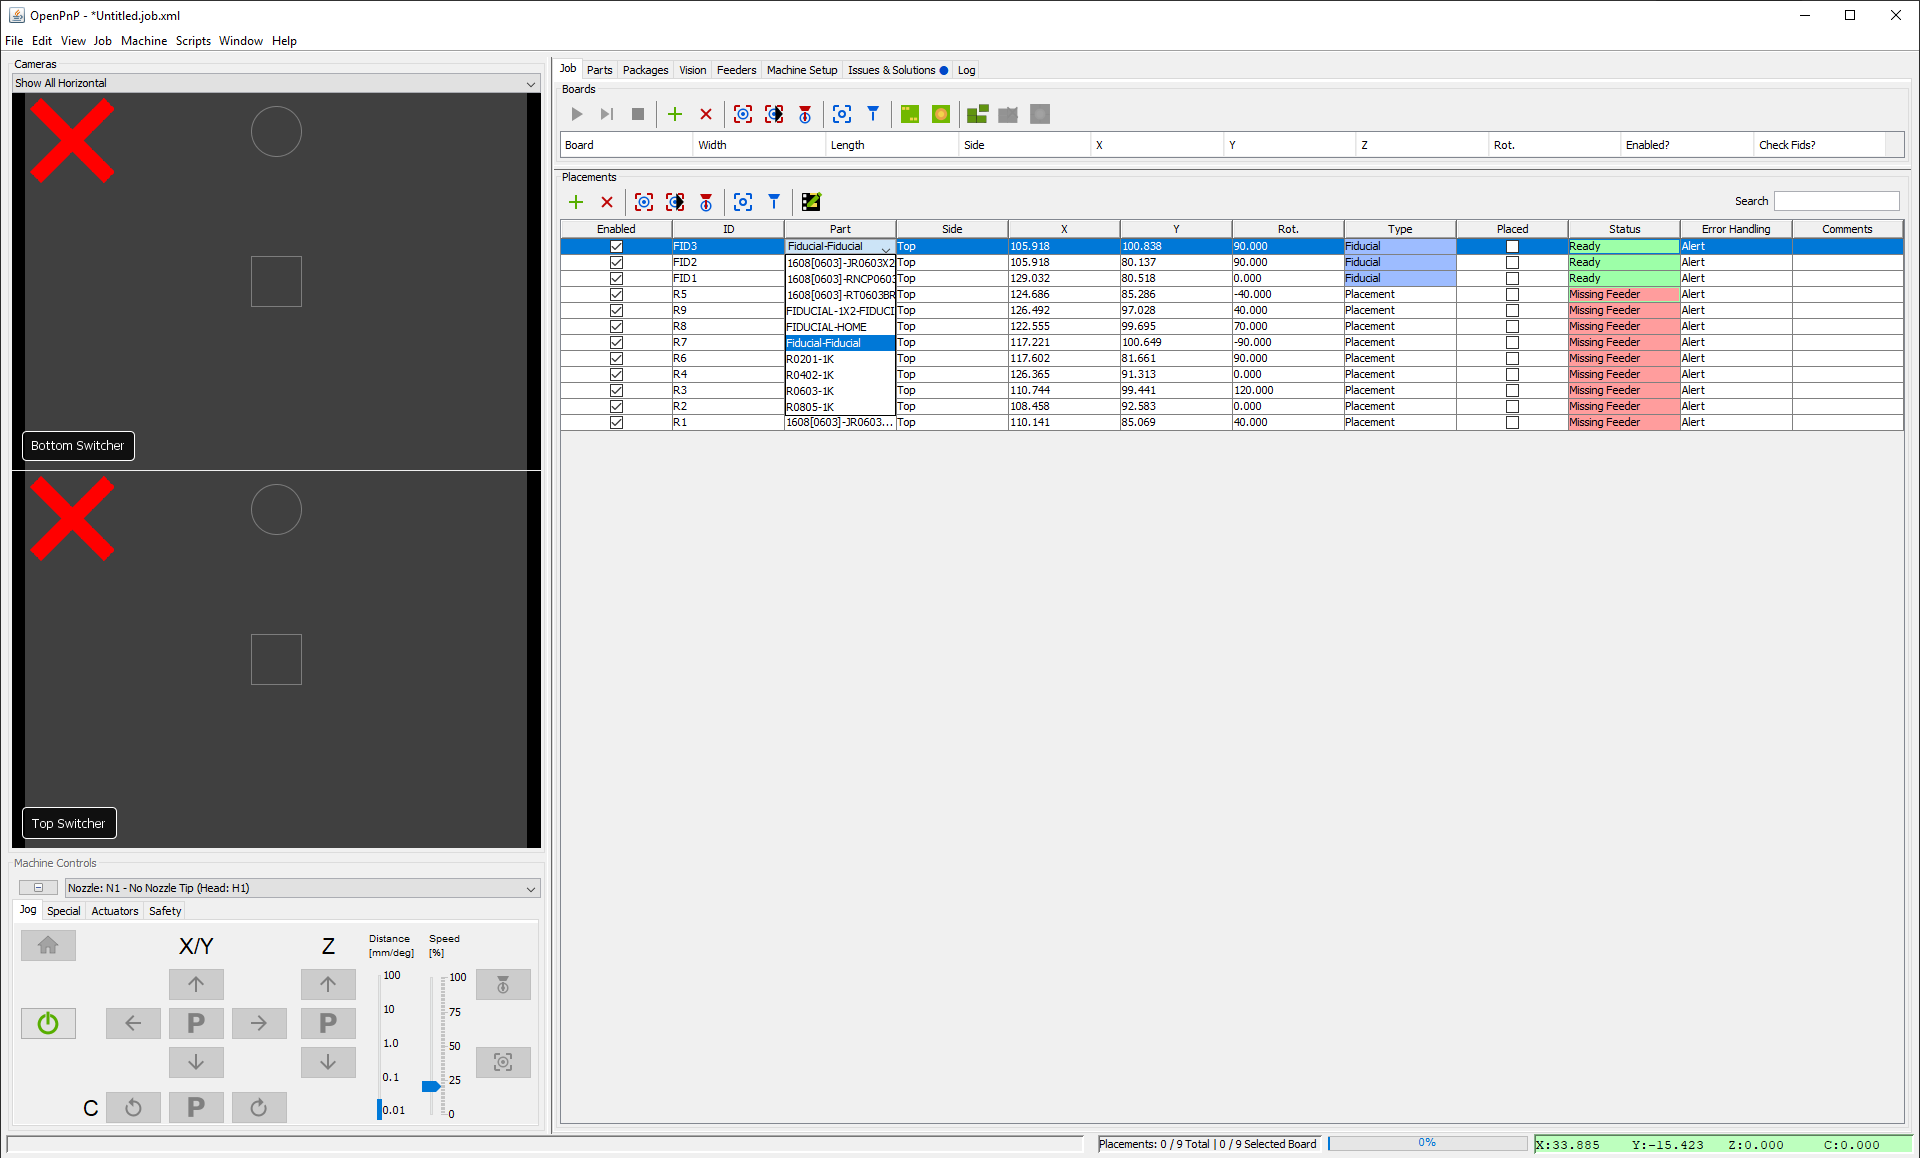 OpenPnP - *Untitled.job.xml
File Edit View Job Machine Scripts Window Help
Cameras
Show All Horizontal
Bottom Switcher
Top Switcher
Machine Controls
Nozzle: N1 - No Nozzle Tip (Head: H1)
Jog Special Actuators Safety
X/Y Z Distance [mm/deg] Speed [%]
100 100
10 75
P P
1.0 50
0.1 25
C P 0.01 0
Job Parts Packages Vision Feeders Machine Setup Issues & Solutions Log
Boards
Board Width Length Side X Y Z Rot. Enabled? Check Fids?
Placements
Search
Enabled ID Part Side X Y Rot. Type Placed Status Error Handling Comments
FID3 Fiducial-Fiducial Top 105.918 100.838 90.000 Fiducial Ready Alert
FID2 1608[0603]-JR0603X2 Top 105.918 80.137 90.000 Fiducial Ready Alert
FID1 1608[0603]-RNCP0603 Top 129.032 80.518 0.000 Fiducial Ready Alert
R5 1608[0603]-RT0603BR Top 124.686 85.286 -40.000 Placement Missing Feeder Alert
R9 FIDUCIAL-1X2-FIDUCI Top 126.492 97.028 40.000 Placement Missing Feeder Alert
R8 FIDUCIAL-HOME Top 122.555 99.695 70.000 Placement Missing Feeder Alert
R7 Fiducial-Fiducial Top 117.221 100.649 -90.000 Placement Missing Feeder Alert
R6 R0201-1K Top 117.602 81.661 90.000 Placement Missing Feeder Alert
R4 R0402-1K Top 126.365 91.313 0.000 Placement Missing Feeder Alert
R3 R0603-1K Top 110.744 99.441 120.000 Placement Missing Feeder Alert
R2 R0805-1K Top 108.458 92.583 0.000 Placement Missing Feeder Alert
R1 1608[0603]-JR0603... Top 110.141 85.069 40.000 Placement Missing Feeder Alert
Placements: 0 / 9 Total | 0 / 9 Selected Board 0% X:33.885 Y:-15.423 Z:0.000 C:0.000